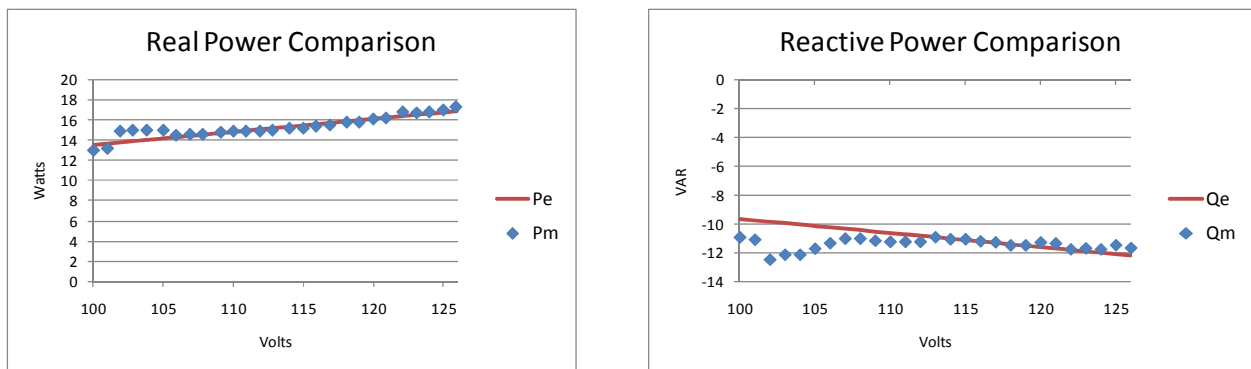 Real Power Comparison
20
18
16
14
12
10
8
6
4
2
0
Watts
100 105 110 115 120 125
Volts
Pe
Pm
Reactive Power Comparison
0
-2
-4
-6
-8
-10
-12
-14
VAR
100 105 110 115 120 125
Volts
Qe
Qm